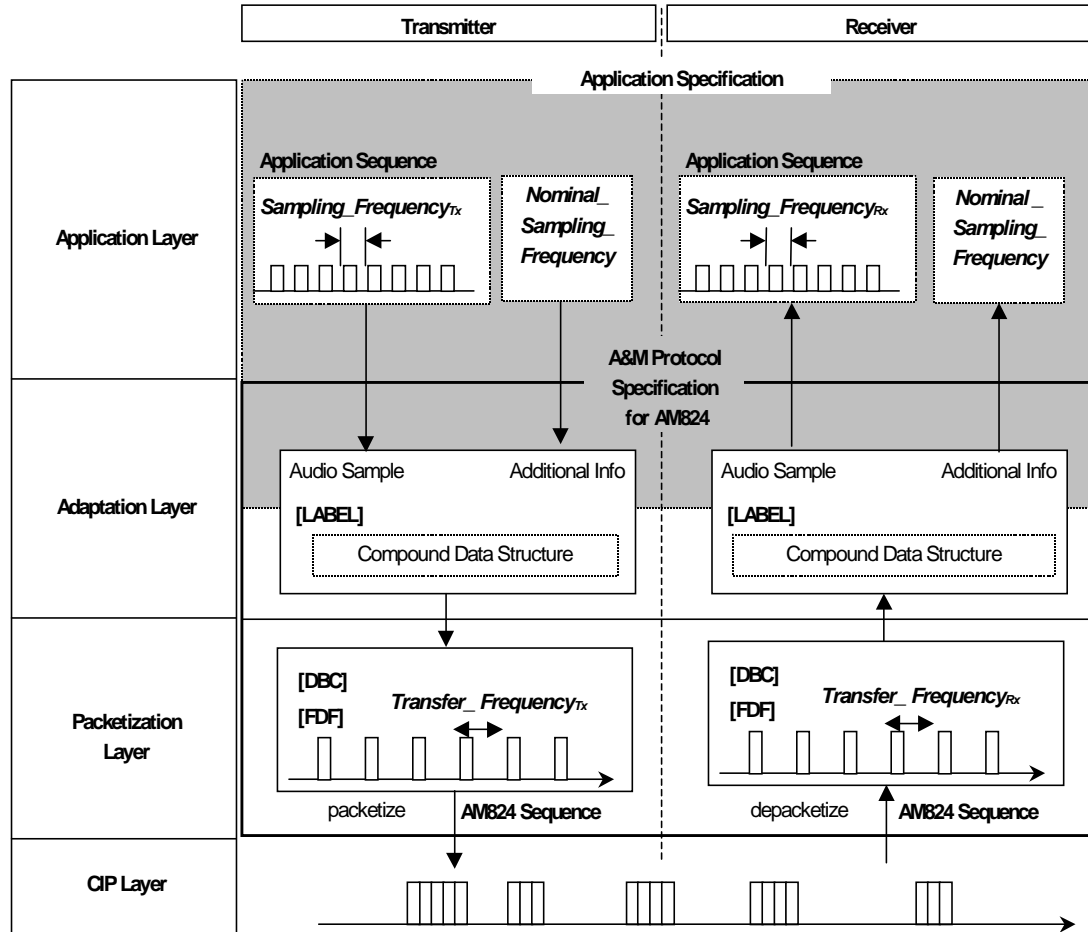 Transmitter
Receiver
Application Specification
Application Layer
Application Sequence
Sampling_FrequencyTx
Nominal_
Sampling_
Frequency
Application Sequence
Sampling_FrequencyRx
Nominal_
Sampling_
Frequency
A&M Protocol
Specification
for AM824
Adaptation Layer
Audio Sample
Additional Info
[LABEL]
Compound Data Structure
Audio Sample
Additional Info
[LABEL]
Compound Data Structure
Packetization
Layer
[DBC]
[FDF]
Transfer_ FrequencyTx
packetize
AM824 Sequence
[DBC]
[FDF]
Transfer_ FrequencyRx
depacketize
AM824 Sequence
CIP Layer